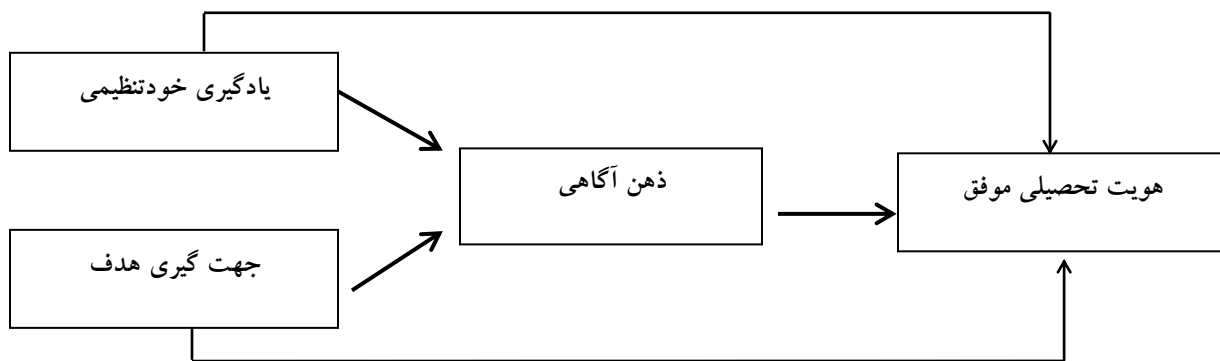 یادگیری خودتنظیمی
ذهن آگاهی
هویت تحصیلی موفق
جهت گیری هدف